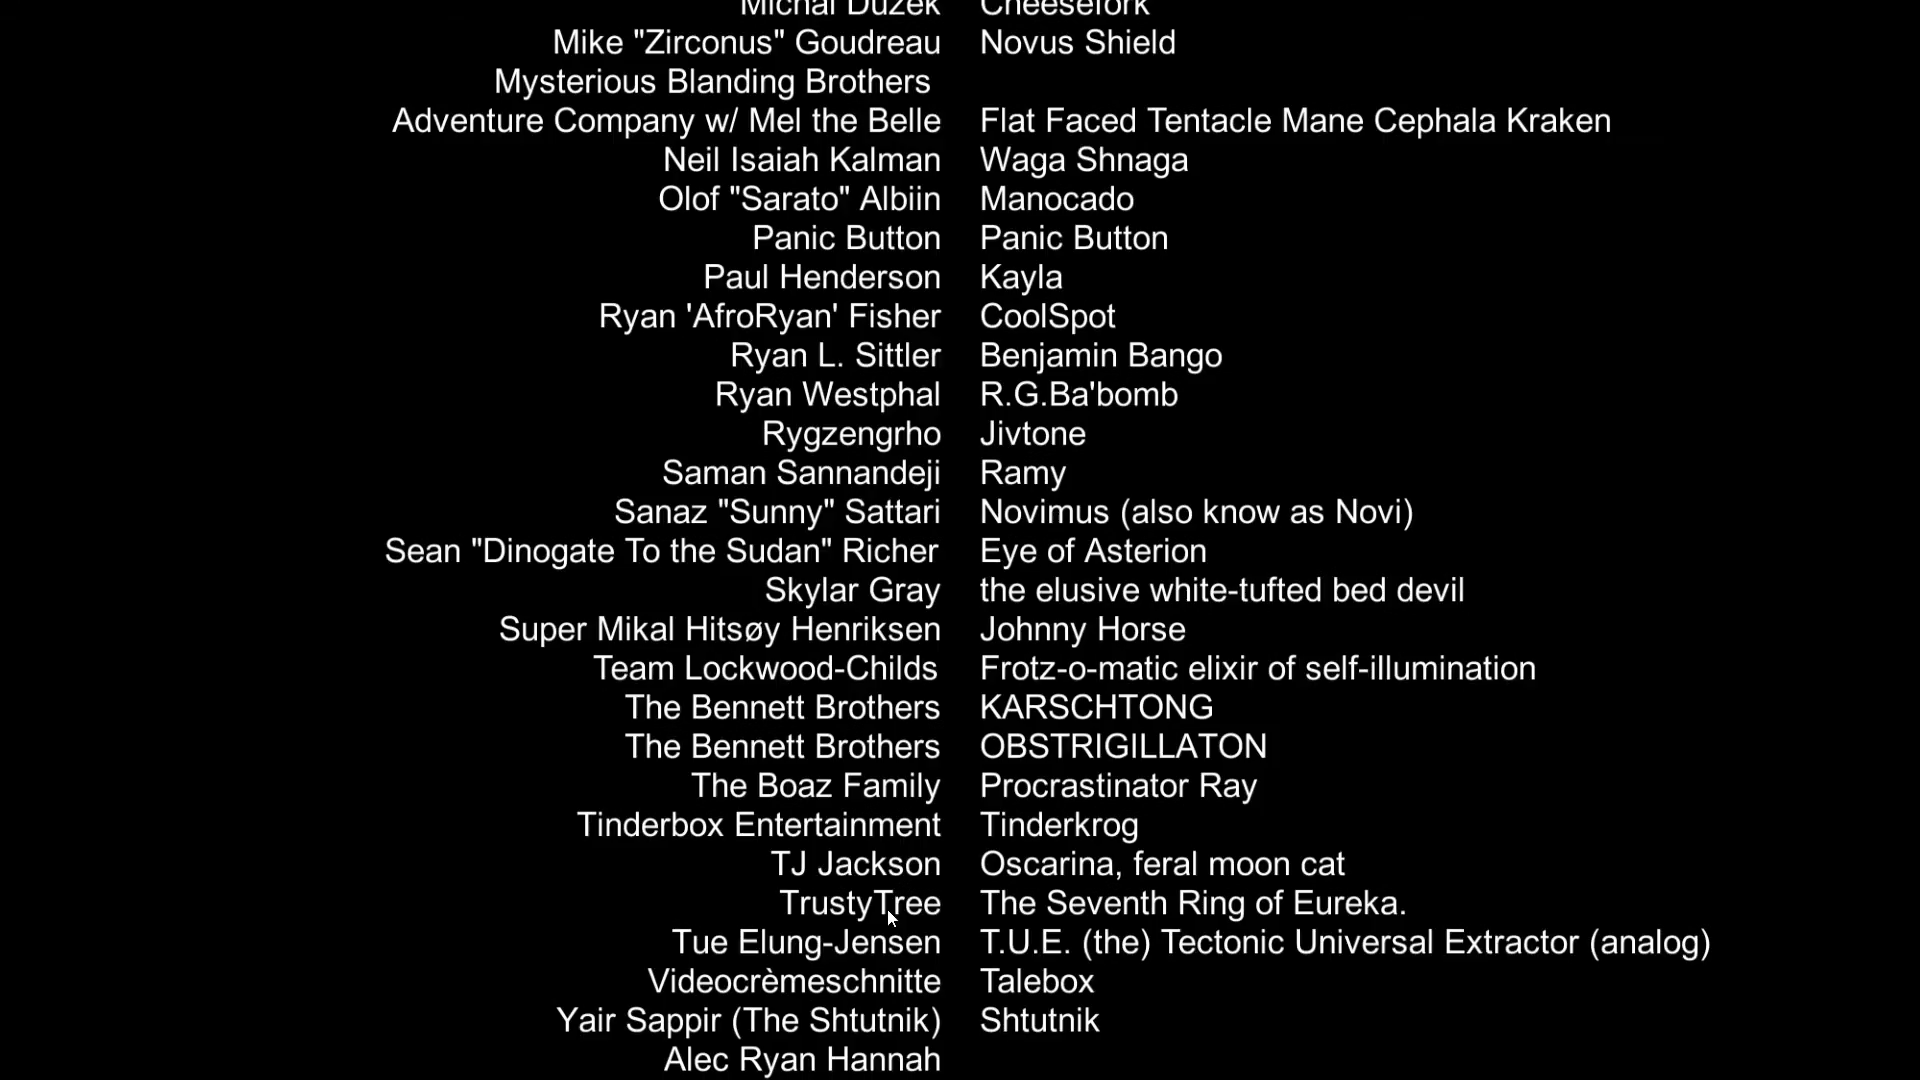 Michal Duzek Cheesefork
Mike "Zirconus" Goudreau Novus Shield
Mysterious Blanding Brothers
Adventure Company w/ Mel the Belle Flat Faced Tentacle Mane Cephala Kraken
Neil Isaiah Kalman Waga Shnaga
Olof "Sarato" Albiin Manocado
Panic Button Panic Button
Paul Henderson Kayla
Ryan 'AfroRyan' Fisher CoolSpot
Ryan L. Sittler Benjamin Bango
Ryan Westphal R.G.Ba'bomb
Rygzengrho Jivtone
Saman Sannandeji Ramy
Sanaz "Sunny" Sattari Novimus (also know as Novi)
Sean "Dinogate To the Sudan" Richer Eye of Asterion
Skylar Gray the elusive white-tufted bed devil
Super Mikal Hitsøy Henriksen Johnny Horse
Team Lockwood-Childs Frotz-o-matic elixir of self-illumination
The Bennett Brothers KARSCHTONG
The Bennett Brothers OBSTRIGILLATON
The Boaz Family Procrastinator Ray
Tinderbox Entertainment Tinderkrog
TJ Jackson Oscarina, feral moon cat
TrustyTree The Seventh Ring of Eureka.
Tue Elung-Jensen T.U.E. (the) Tectonic Universal Extractor (analog)
Videocrèmeschnitte Talebox
Yair Sappir (The Shtutnik) Shtutnik
Alec Ryan Hannah